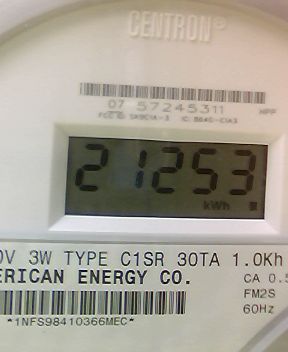 CENTRON®
07 57245311
HPP
21253
kWh
0V 3W TYPE C1SR 30TA 1.0Kh
ERICAN ENERGY CO.
CA 0.5
FM2S
60Hz
*1NFS98410366MEC*